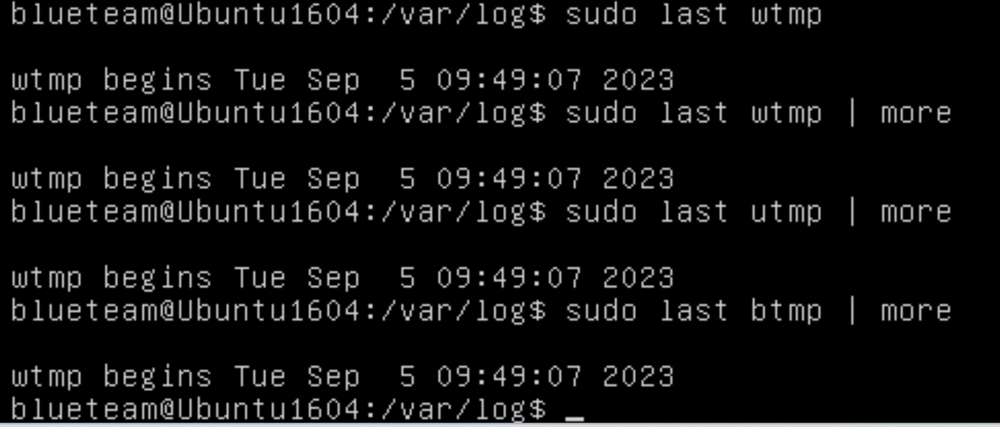 blueteam@Ubuntu1604:/var/log$ sudo last wtmp
wtmp begins Tue Sep  5 09:49:07 2023
blueteam@Ubuntu1604:/var/log$ sudo last wtmp | more
wtmp begins Tue Sep  5 09:49:07 2023
blueteam@Ubuntu1604:/var/log$ sudo last utmp | more
wtmp begins Tue Sep  5 09:49:07 2023
blueteam@Ubuntu1604:/var/log$ sudo last btmp | more
wtmp begins Tue Sep  5 09:49:07 2023
blueteam@Ubuntu1604:/var/log$ _